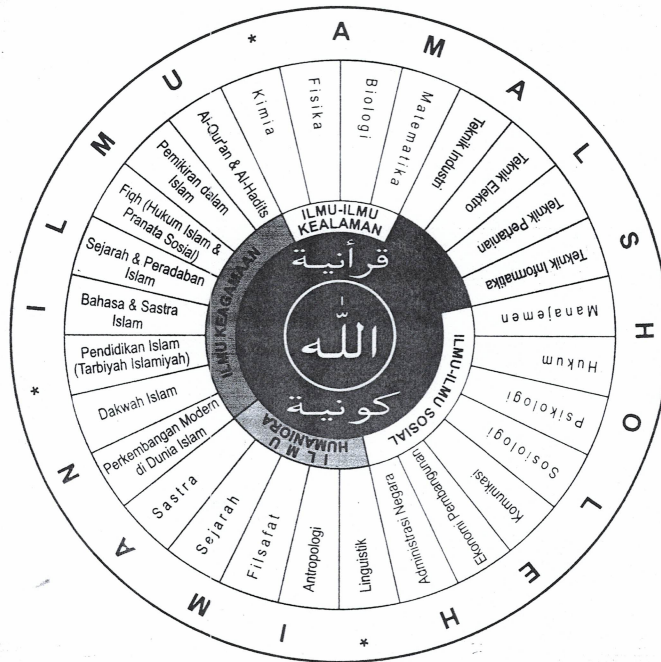 * AMAL SHOLEH * IMAN * ILMU
Kimia
Fisika
Biologi
Matematika
Teknik Industri
Teknik Elektro
Teknik Pertanian
Teknik Informatika
Manajemen
Hukum
Psikologi
Sosiologi
Komunikasi
Ekonomi Pembangunan
Administrasi Negara
Linguistik
Antropologi
Filsafat
Sejarah
Sastra
Perkembangan Modern
di Dunia Islam
Dakwah Islam
Pendidikan Islam
(Tarbiyah Islamiyah)
Bahasa & Sastra
Islam
Sejarah & Peradaban
Islam
Fiqh (Hukum Islam &
Pranata Sosial)
Pemikiran dalam
Islam
Al-Qur'an & Al-Hadits
ILMU-ILMU
KEALAMAN
ILMU-ILMU SOSIAL
ILMU
HUMANIORA
ILMU KEAGAMAAN
قرأنية
اللّٰه
كونية